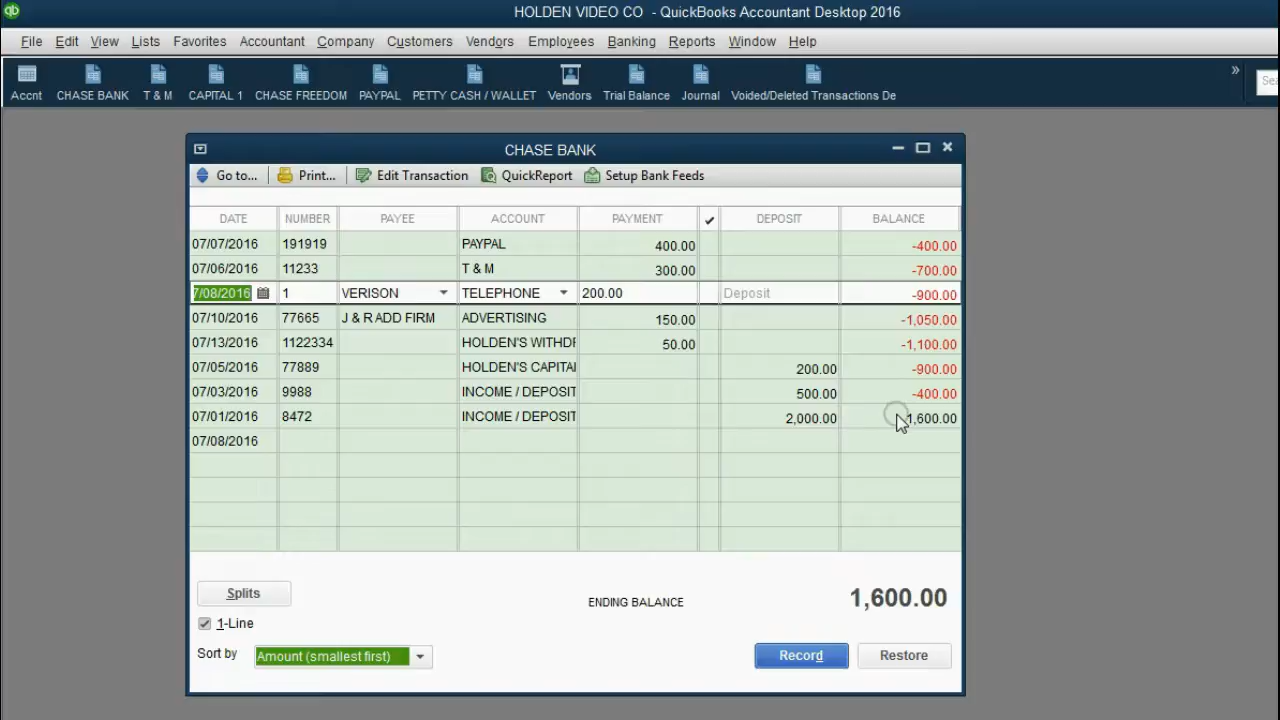 qb HOLDEN VIDEO CO - QuickBooks Accountant Desktop 2016
File Edit View Lists Favorites Accountant Company Customers Vendors Employees Banking Reports Window Help
Accnt CHASE BANK T & M CAPITAL 1 CHASE FREEDOM PAYPAL PETTY CASH / WALLET Vendors Trial Balance Journal Voided/Deleted Transactions De » Sea
CHASE BANK
Go to... Print... Edit Transaction QuickReport Setup Bank Feeds
DATE NUMBER PAYEE ACCOUNT PAYMENT ✓ DEPOSIT BALANCE
07/07/2016 191919 PAYPAL 400.00 -400.00
07/06/2016 11233 T & M 300.00 -700.00
7/08/2016 1 VERISON TELEPHONE 200.00 Deposit -900.00
07/10/2016 77665 J & R ADD FIRM ADVERTISING 150.00 -1,050.00
07/13/2016 1122334 HOLDEN'S WITHDF 50.00 -1,100.00
07/05/2016 77889 HOLDEN'S CAPITAI 200.00 -900.00
07/03/2016 9988 INCOME / DEPOSIT 500.00 -400.00
07/01/2016 8472 INCOME / DEPOSIT 2,000.00 1,600.00
07/08/2016
Splits
ENDING BALANCE 1,600.00
1-Line
Sort by Amount (smallest first) Record Restore